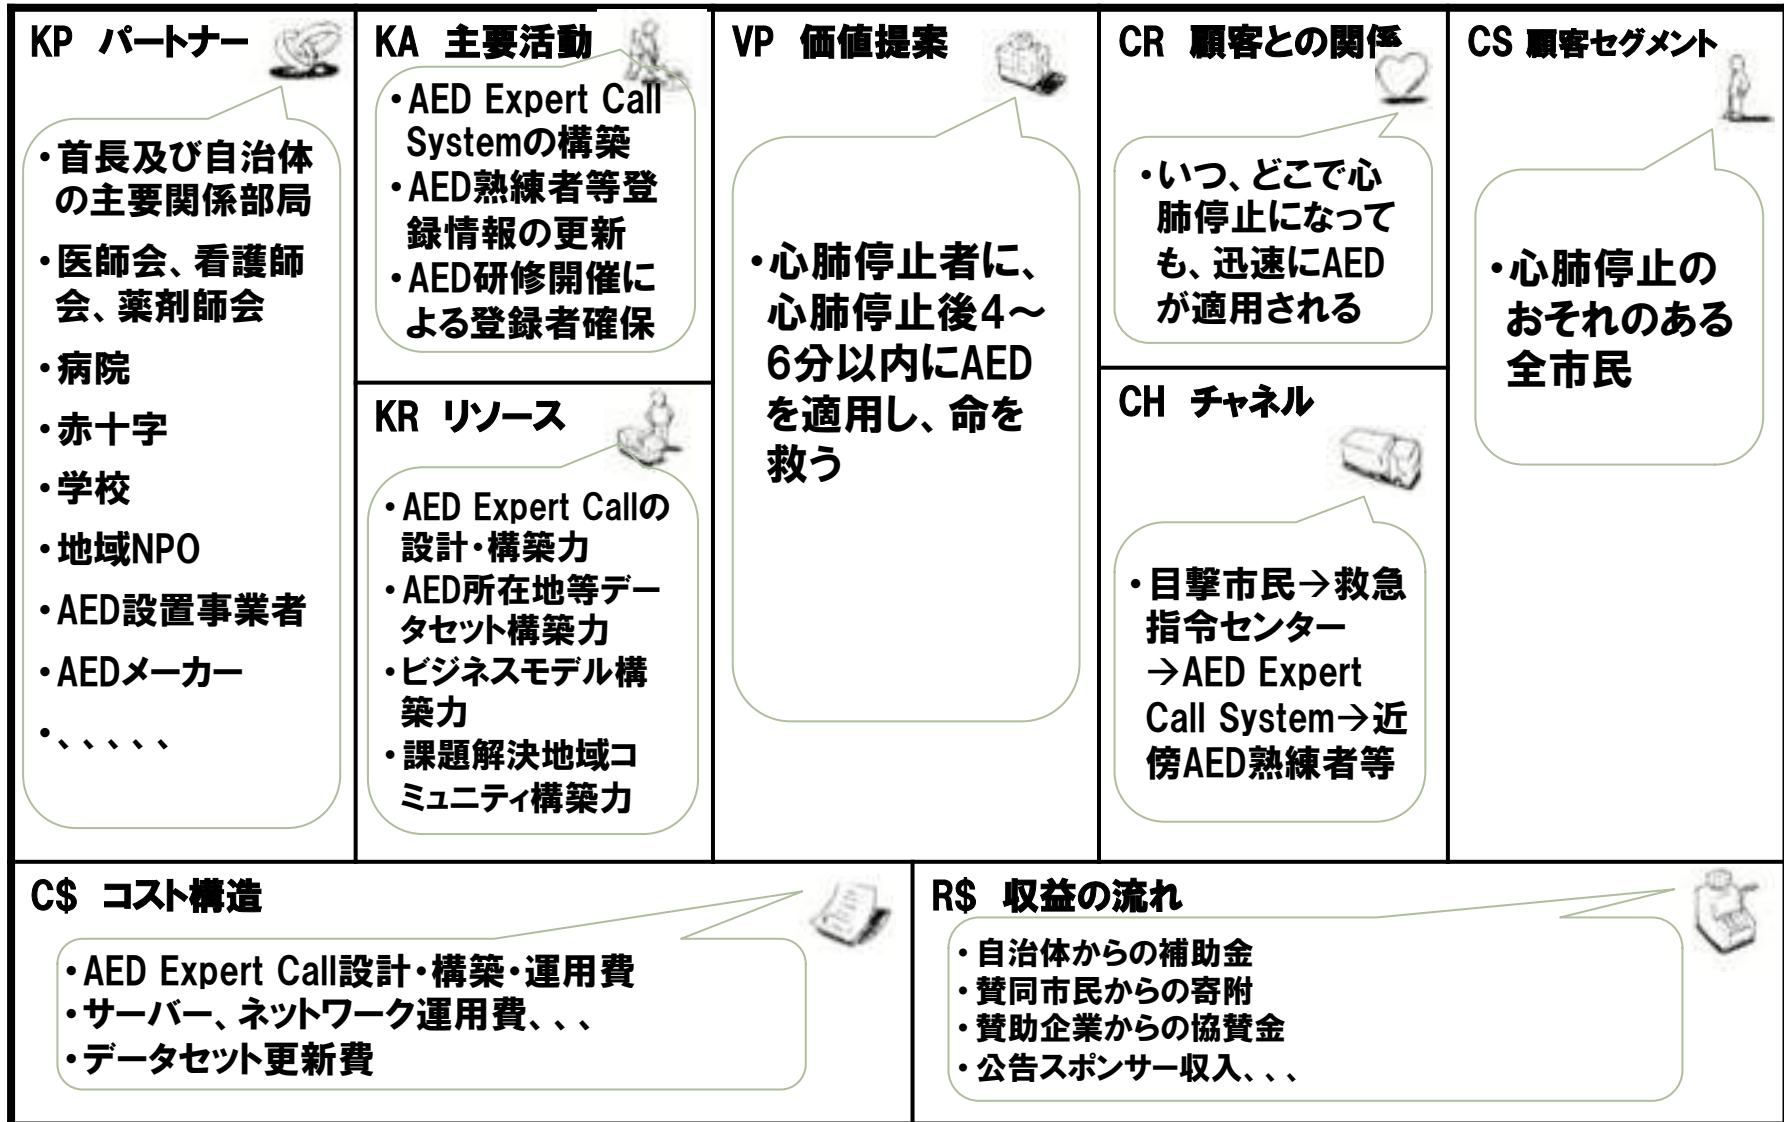 KP パートナー
・首長及び自治体
の主要関係部局
・医師会、看護師
会、薬剤師会
・病院
・赤十字
・学校
・地域NPO
・AED設置事業者
・AEDメーカー
・、、、、、
KA 主要活動
・AED Expert Call
Systemの構築
・AED熟練者等登
録情報の更新
・AED研修開催に
よる登録者確保
KR リソース
・AED Expert Callの
設計・構築力
・AED所在地等デー
タセット構築力
・ビジネスモデル構
築力
・課題解決地域コ
ミュニティ構築力
VP 価値提案
・心肺停止者に、
心肺停止後4～
6分以内にAED
を適用し、命を
救う
CR 顧客との関係
・いつ、どこで心
肺停止になって
も、迅速にAED
が適用される
CH チャネル
・目撃市民→救急
指令センター
→AED Expert
Call System→近
傍AED熟練者等
CS 顧客セグメント
・心肺停止の
おそれのある
全市民
C$ コスト構造
・AED Expert Call設計・構築・運用費
・サーバー、ネットワーク運用費、、、
・データセット更新費
R$ 収益の流れ
・自治体からの補助金
・賛同市民からの寄附
・賛助企業からの協賛金
・公告スポンサー収入、、、